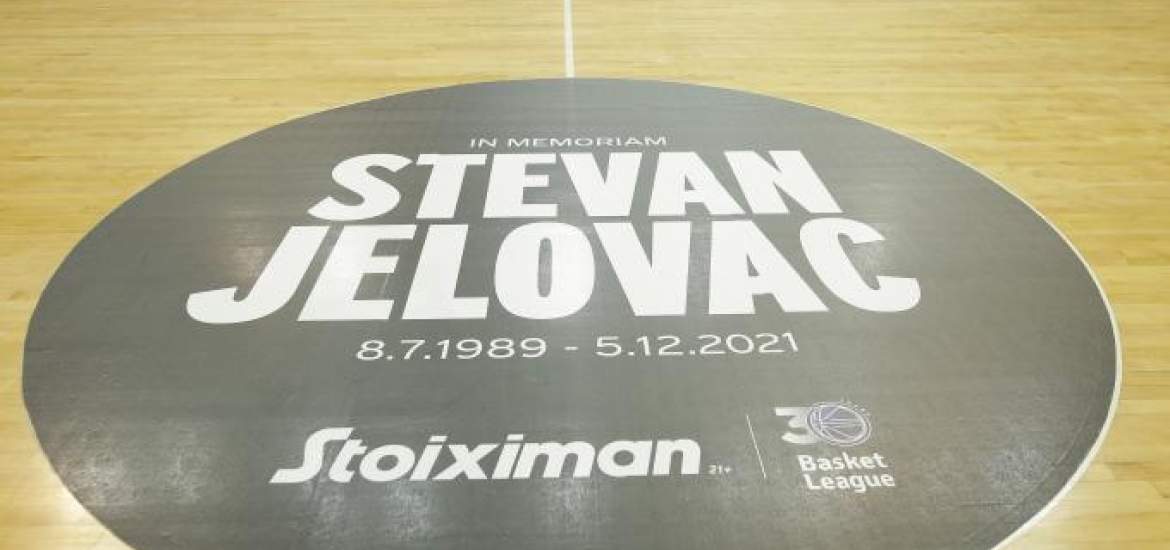 IN MEMORIAM
STEVAN
JELOVAC
8.7.1989 - 5.12.2021
Stoiximan 21+
30
Basket
League